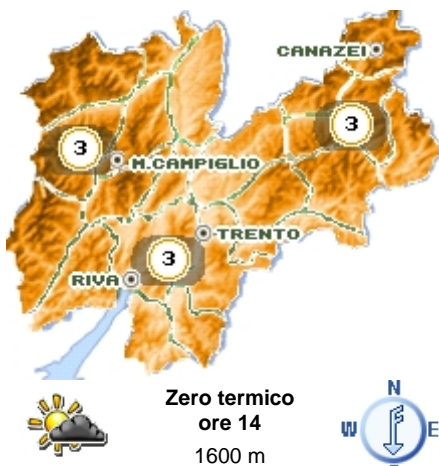 CANAZEI
3
3
M.CAMPIGLIO
TRENTO
3
RIVA
Zero termico
ore 14
1600 m
N
W
E